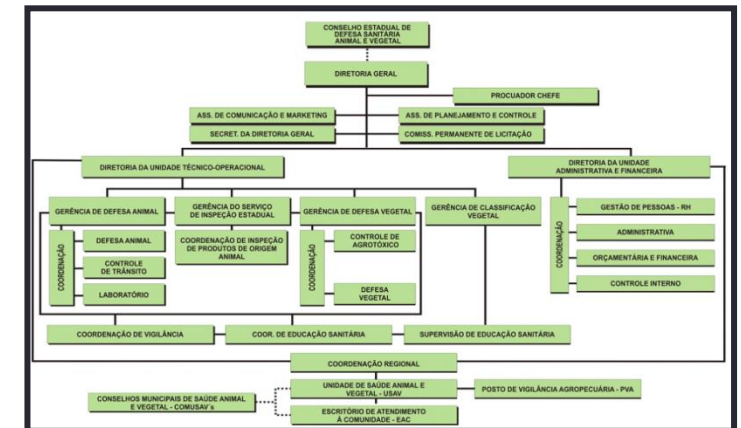 CONSELHO ESTADUAL DE
DEFESA SANITÁRIA
ANIMAL E VEGETAL
DIRETORIA GERAL
PROCUADOR CHEFE
ASS. DE COMUNICAÇÃO E MARKETING
ASS. DE PLANEJAMENTO E CONTROLE
SECRET. DA DIRETORIA GERAL
COMISS. PERMANENTE DE LICITAÇÃO
DIRETORIA DA UNIDADE TÉCNICO-OPERACIONAL
DIRETORIA DA UNIDADE
ADMINISTRATIVA E FINANCEIRA
GERÊNCIA DE DEFESA ANIMAL
GERÊNCIA DO SERVIÇO
DE INSPEÇÃO ESTADUAL
GERÊNCIA DE DEFESA VEGETAL
GERÊNCIA DE CLASSIFICAÇÃO
VEGETAL
COORDENAÇÃO
DEFESA ANIMAL
CONTROLE
DE TRÂNSITO
LABORATÓRIO
COORDENAÇÃO DE INSPEÇÃO
DE PRODUTOS DE ORIGEM
ANIMAL
COORDENAÇÃO
CONTROLE DE
AGROTÓXICO
DEFESA
VEGETAL
COORDENAÇÃO
GESTÃO DE PESSOAS - RH
ADMINISTRATIVA
ORÇAMENTÁRIA E FINANCEIRA
CONTROLE INTERNO
COORDENAÇÃO DE VIGILÂNCIA
COOR. DE EDUCAÇÃO SANITÁRIA
SUPERVISÃO DE EDUCAÇÃO SANITÁRIA
COORDENAÇÃO REGIONAL
UNIDADE DE SAÚDE ANIMAL E
VEGETAL - USAV
POSTO DE VIGILÂNCIA AGROPECUÁRIA - PVA
CONSELHOS MUNICIPAIS DE SAÚDE ANIMAL
E VEGETAL - COMUSAV´s
ESCRITÓRIO DE ATENDIMENTO
À COMUNIDADE - EAC